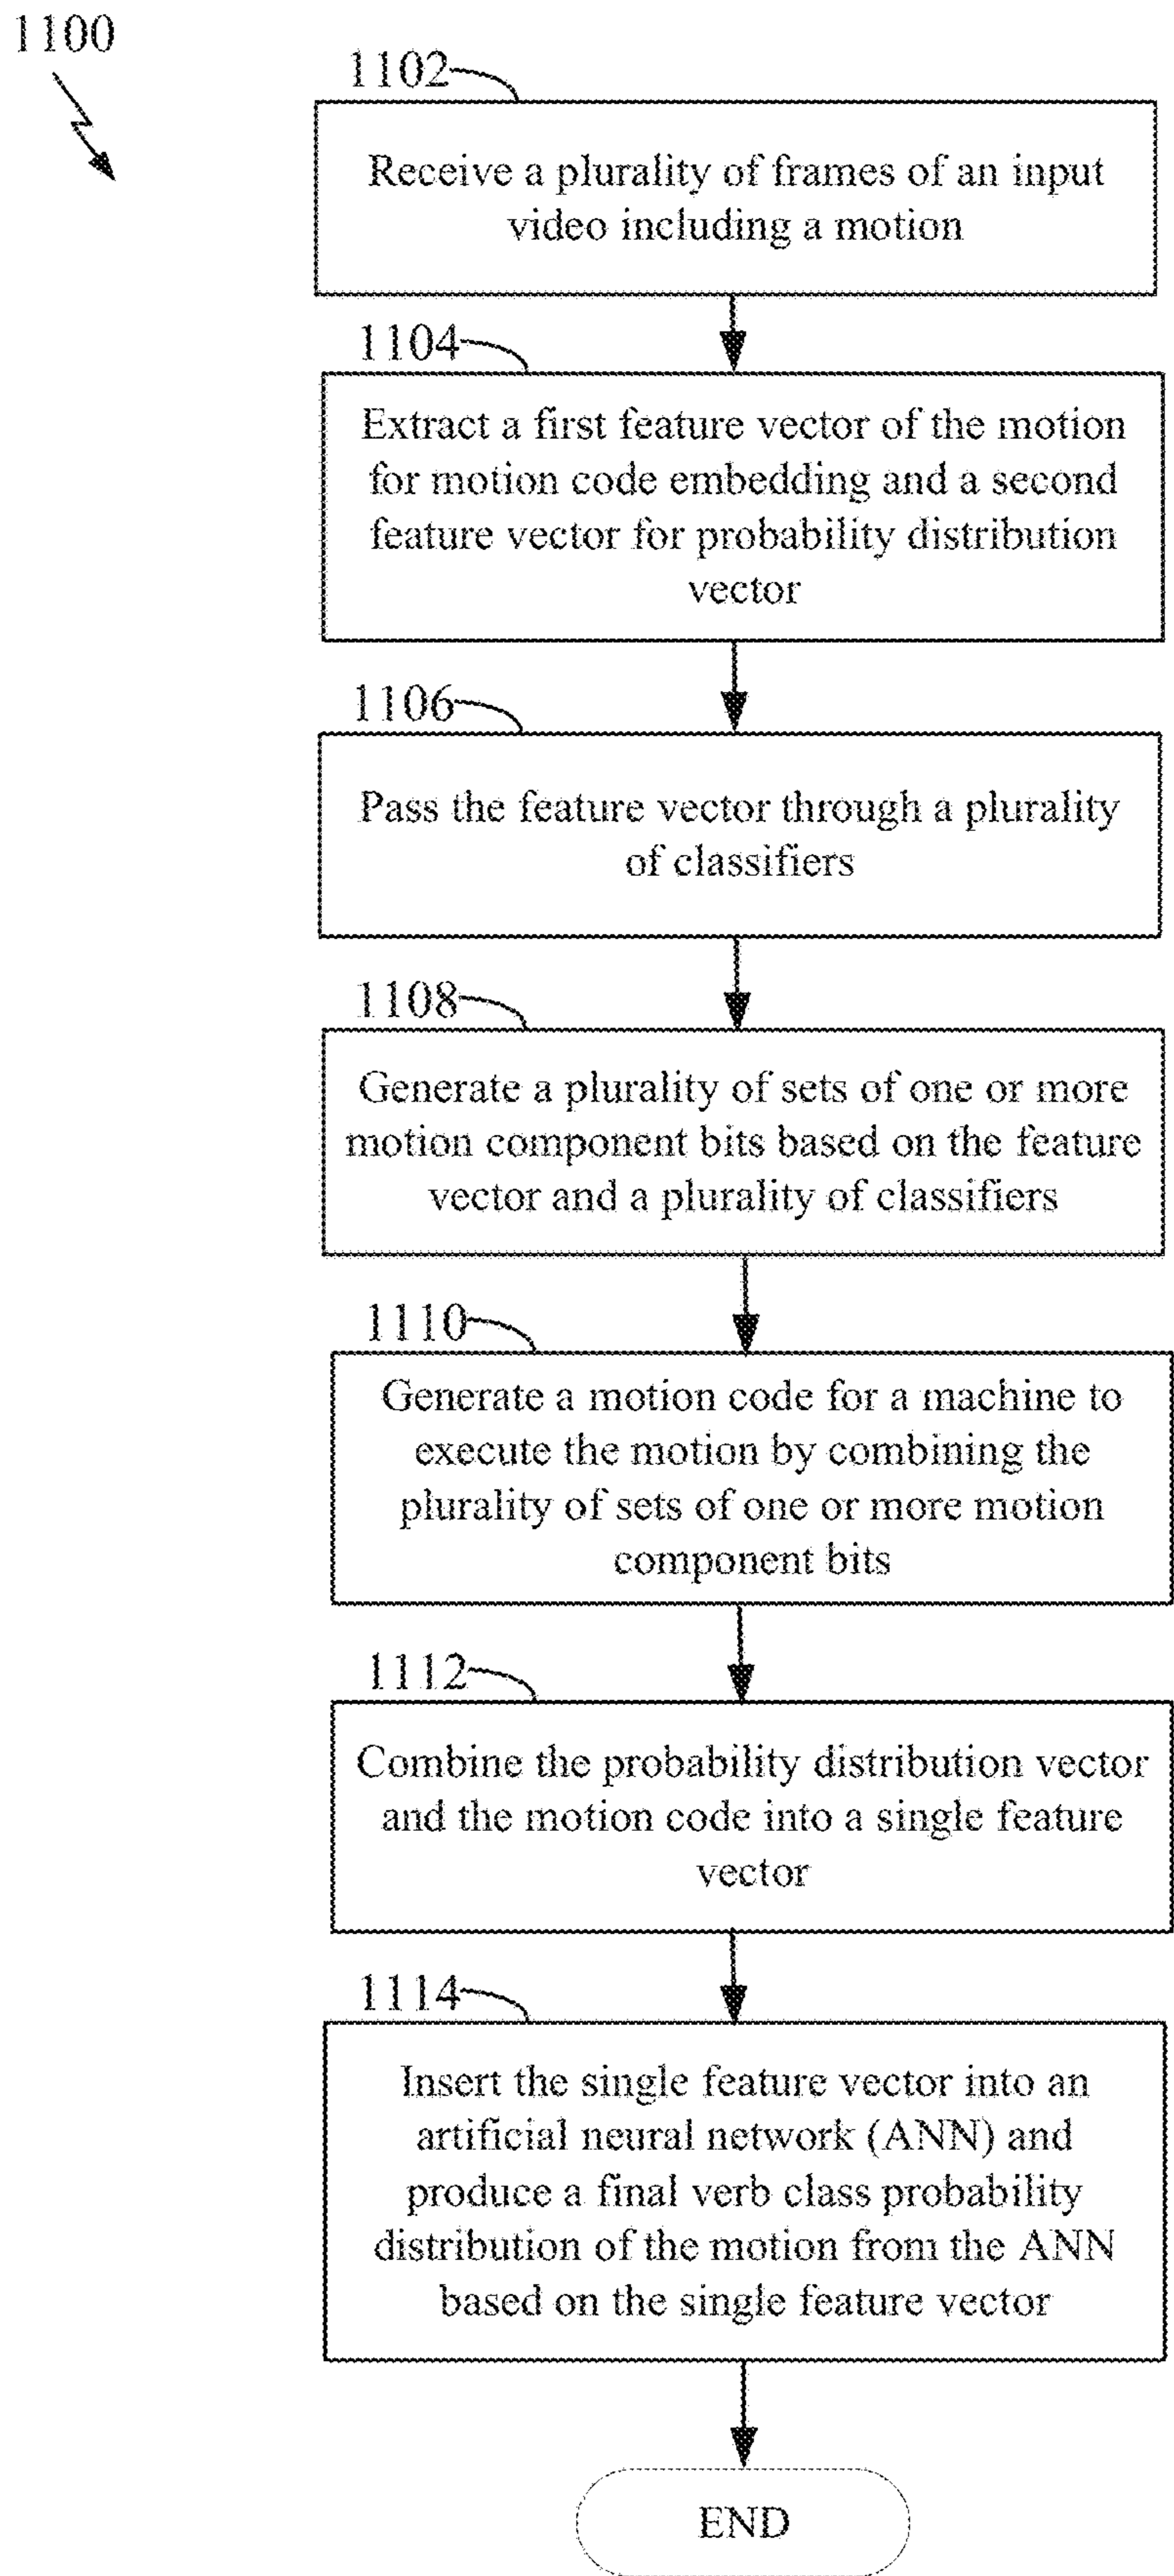 1100
1102
Receive a plurality of frames of an input
video including a motion
1104
Extract a first feature vector of the motion
for motion code embedding and a second
feature vector for probability distribution
vector
1106
Pass the feature vector through a plurality
of classifiers
1108
Generate a plurality of sets of one or more
motion component bits based on the feature
vector and a plurality of classifiers
1110
Generate a motion code for a machine to
execute the motion by combining the
plurality of sets of one or more motion
component bits
1112
Combine the probability distribution vector
and the motion code into a single feature
vector
1114
Insert the single feature vector into an
artificial neural network (ANN) and
produce a final verb class probability
distribution of the motion from the ANN
based on the single feature vector
END